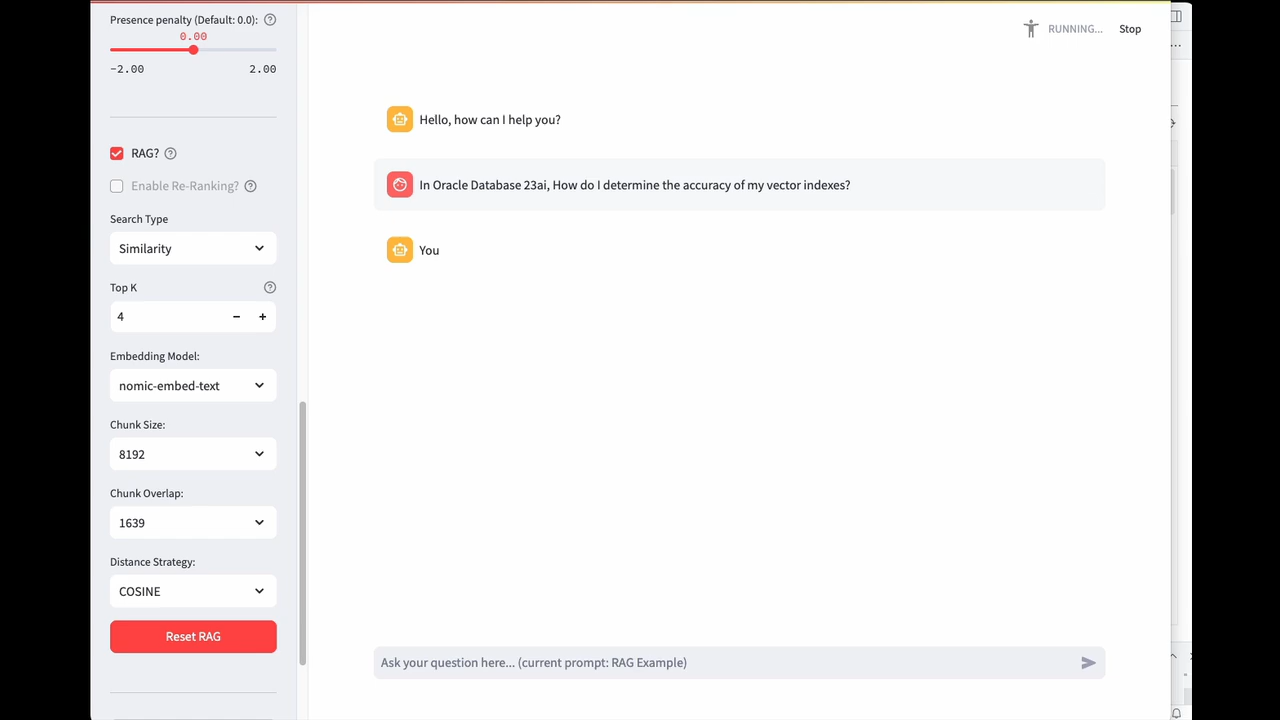 Presence penalty (Default: 0.0):
0.00
−2.00 2.00
RAG?
Enable Re-Ranking?
Search Type
Similarity
Top K
4
Embedding Model:
nomic-embed-text
Chunk Size:
8192
Chunk Overlap:
1639
Distance Strategy:
COSINE
Reset RAG
RUNNING... Stop
Hello, how can I help you?
In Oracle Database 23ai, How do I determine the accuracy of my vector indexes?
You
Ask your question here... (current prompt: RAG Example)